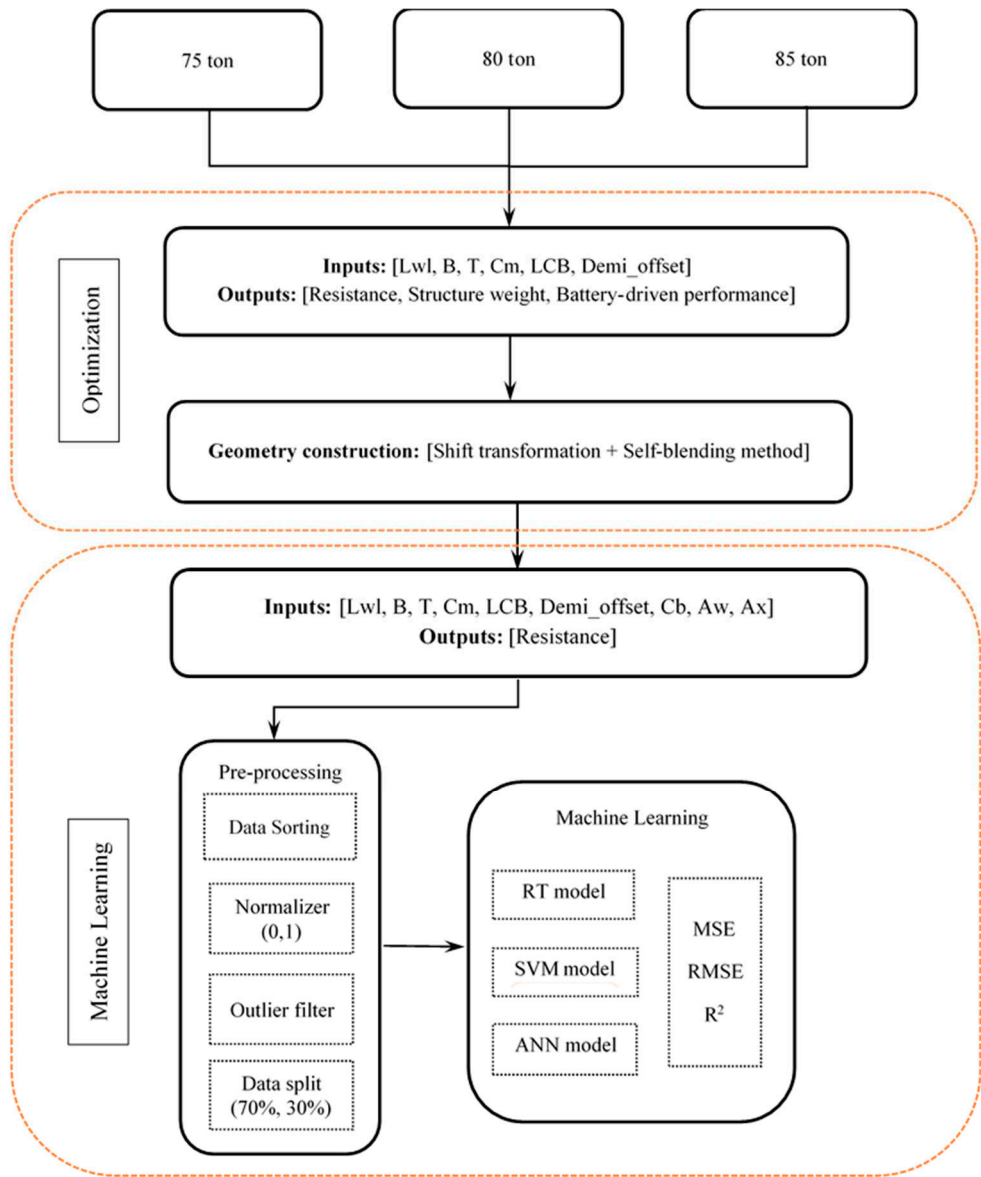 75 ton
80 ton
85 ton
Optimization
Inputs: [Lwl, B, T, Cm, LCB, Demi_offset]
Outputs: [Resistance, Structure weight, Battery-driven performance]
Geometry construction: [Shift transformation + Self-blending method]
Machine Learning
Inputs: [Lwl, B, T, Cm, LCB, Demi_offset, Cb, Aw, Ax]
Outputs: [Resistance]
Pre-processing
Data Sorting
Normalizer
(0,1)
Outlier filter
Data split
(70%, 30%)
Machine Learning
RT model
SVM model
ANN model
MSE
RMSE
R²